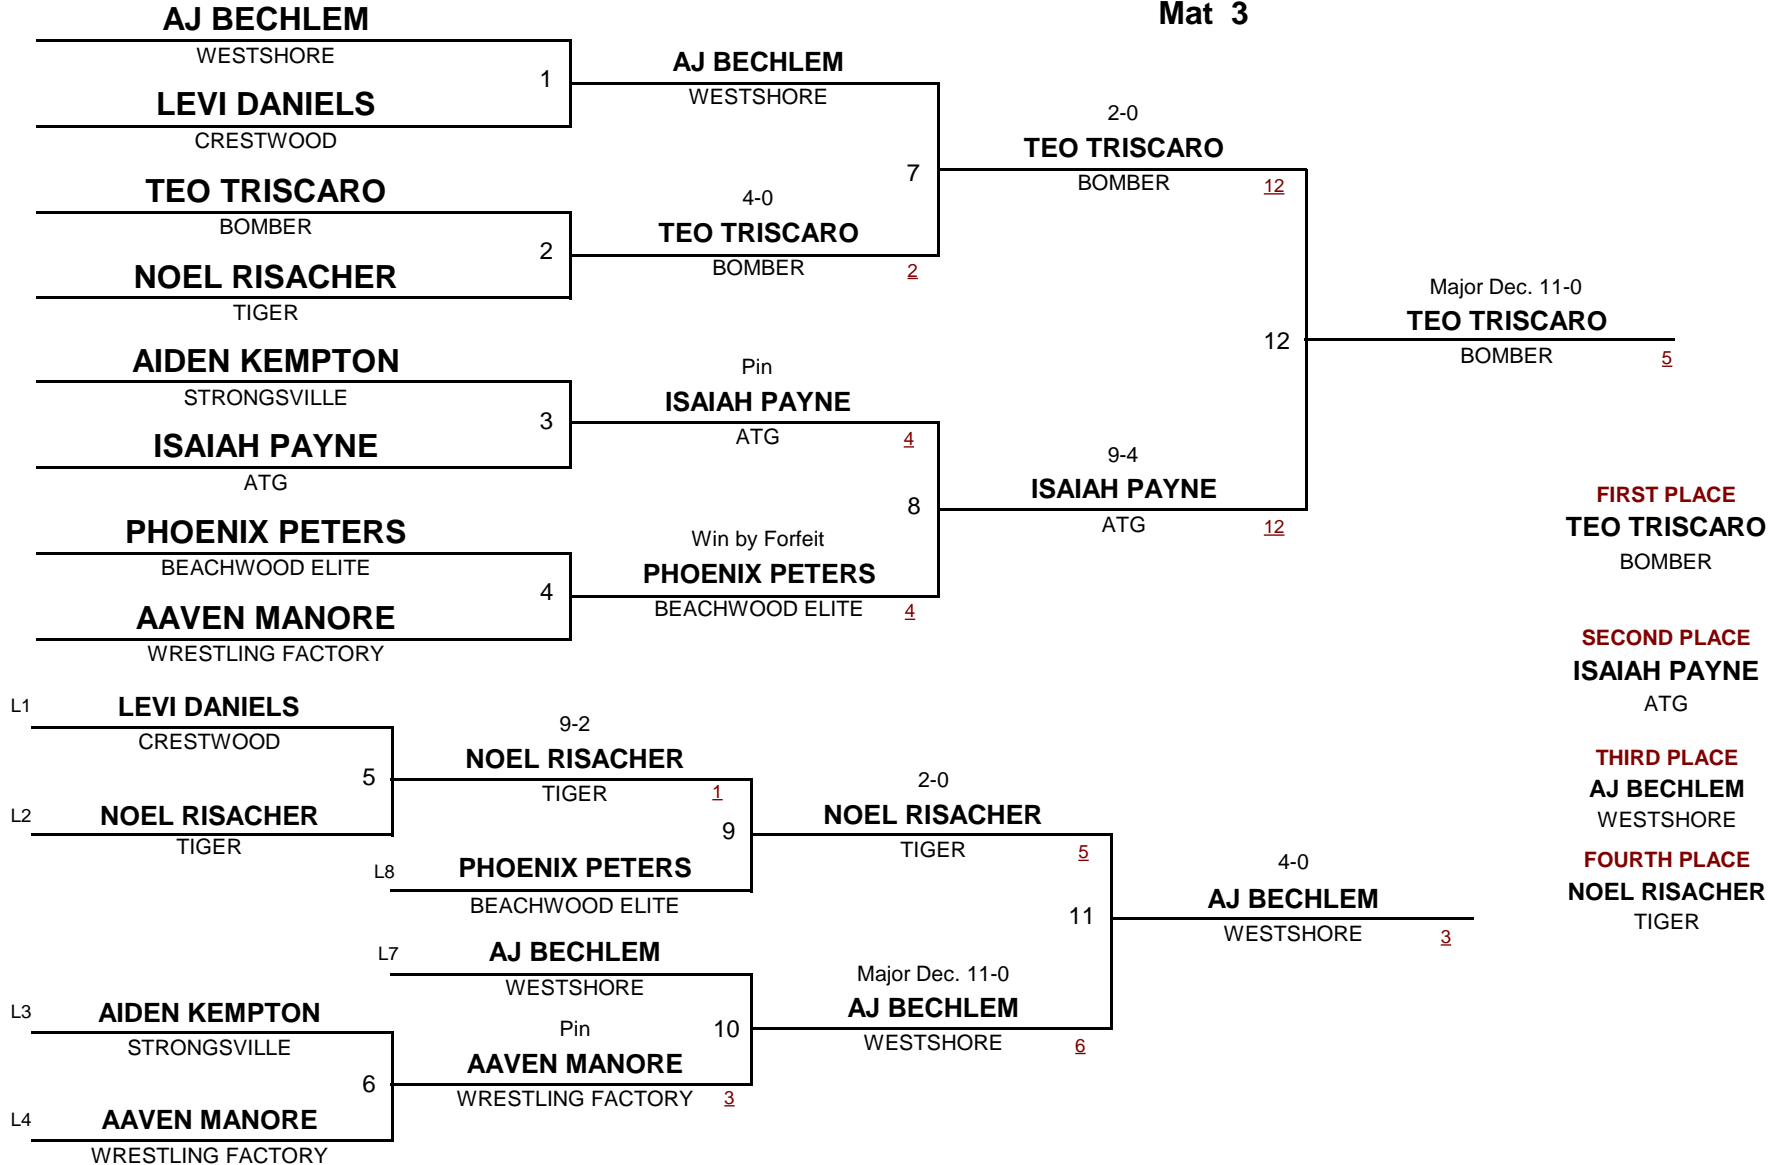 Mat 3
AJ BECHLEM
WESTSHORE
1
LEVI DANIELS
CRESTWOOD
TEO TRISCARO
BOMBER
2
NOEL RISACHER
TIGER
AIDEN KEMPTON
STRONGSVILLE
3
ISAIAH PAYNE
ATG
PHOENIX PETERS
BEACHWOOD ELITE
4
AAVEN MANORE
WRESTLING FACTORY
AJ BECHLEM
WESTSHORE
7
4-0
TEO TRISCARO
BOMBER 2
Pin
ISAIAH PAYNE
ATG 4
8
Win by Forfeit
PHOENIX PETERS
BEACHWOOD ELITE 4
2-0
TEO TRISCARO
BOMBER 12
12
9-4
ISAIAH PAYNE
ATG 12
Major Dec. 11-0
TEO TRISCARO
BOMBER 5
FIRST PLACE
TEO TRISCARO
BOMBER
SECOND PLACE
ISAIAH PAYNE
ATG
THIRD PLACE
AJ BECHLEM
WESTSHORE
FOURTH PLACE
NOEL RISACHER
TIGER
L1 LEVI DANIELS
CRESTWOOD
5
L2 NOEL RISACHER
TIGER
L3 AIDEN KEMPTON
STRONGSVILLE
6
L4 AAVEN MANORE
WRESTLING FACTORY
9-2
NOEL RISACHER
TIGER 1
9
L8 PHOENIX PETERS
BEACHWOOD ELITE
L7 AJ BECHLEM
WESTSHORE
10
Pin
AAVEN MANORE
WRESTLING FACTORY 3
2-0
NOEL RISACHER
TIGER 5
11
Major Dec. 11-0
AJ BECHLEM
WESTSHORE 6
4-0
AJ BECHLEM
WESTSHORE 3